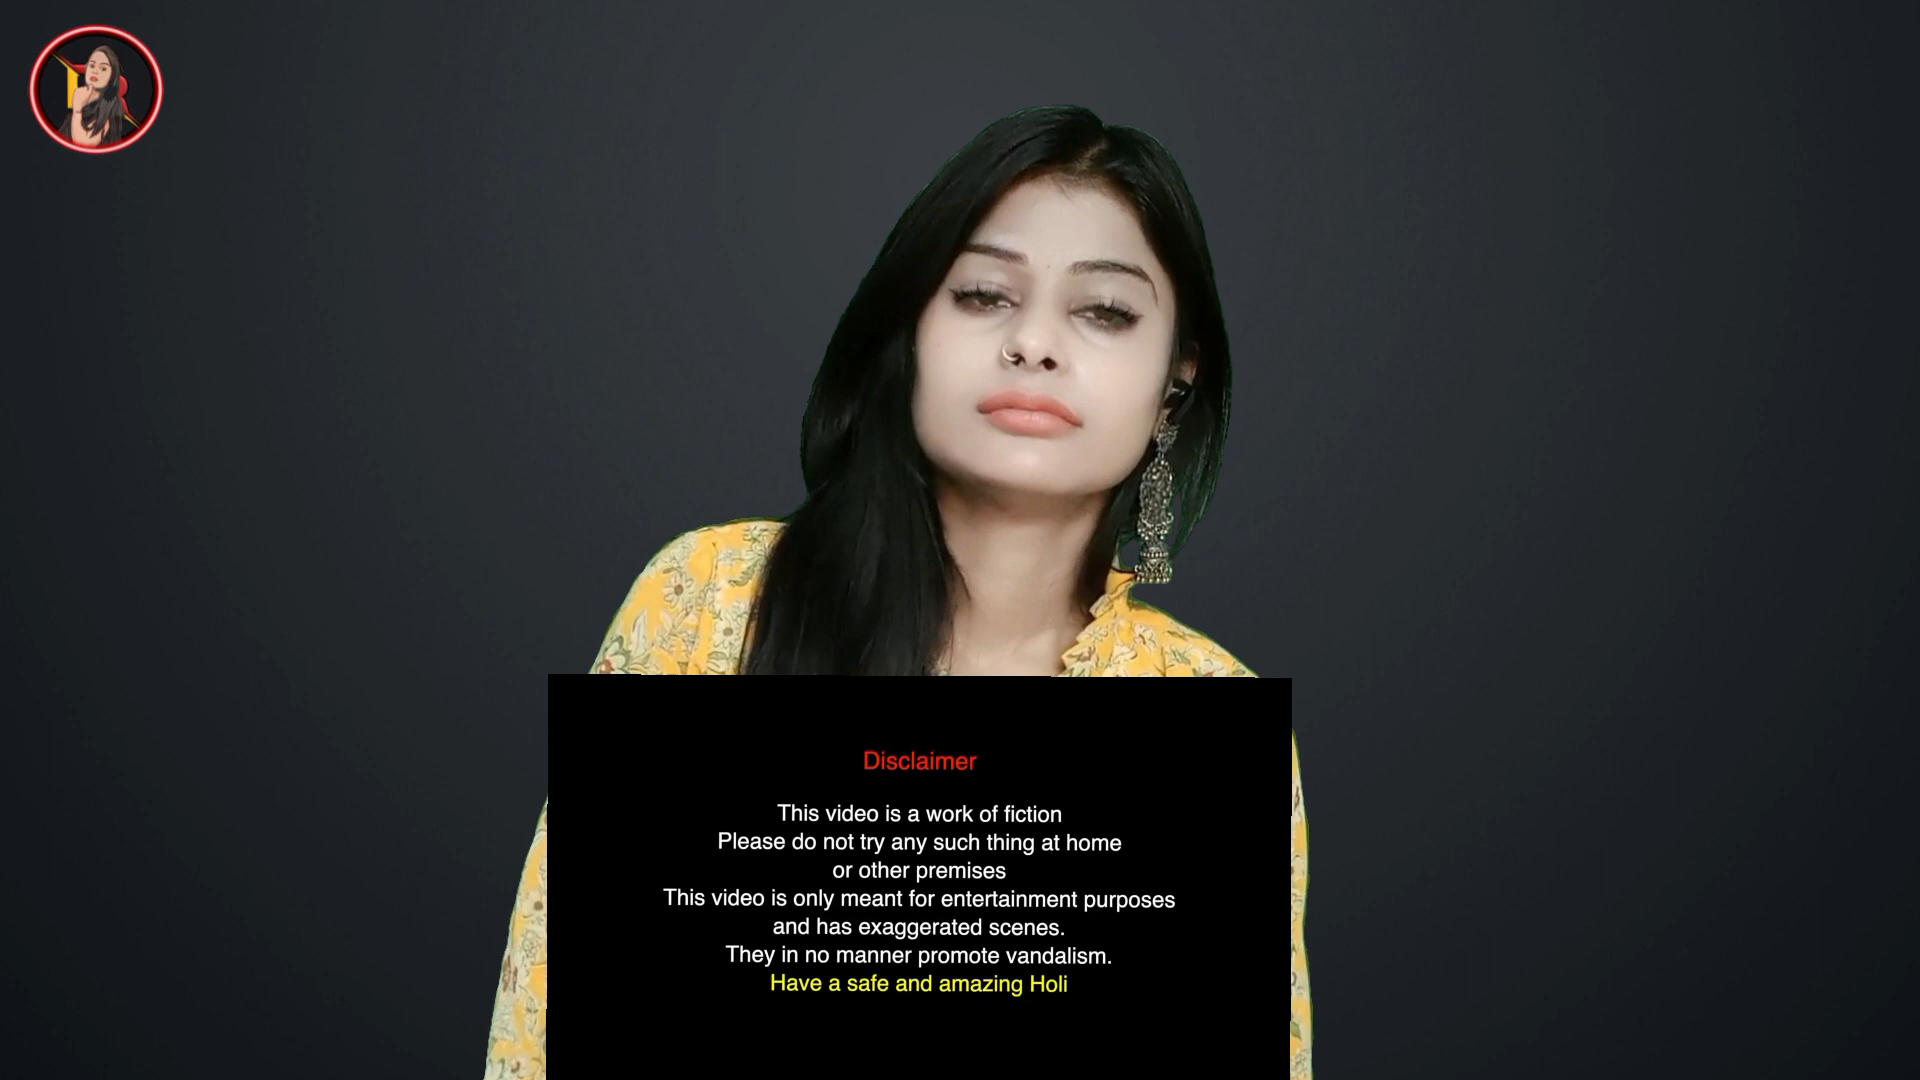 Disclaimer
This video is a work of fiction
Please do not try any such thing at home
or other premises
This video is only meant for entertainment purposes
and has exaggerated scenes.
They in no manner promote vandalism.
Have a safe and amazing Holi